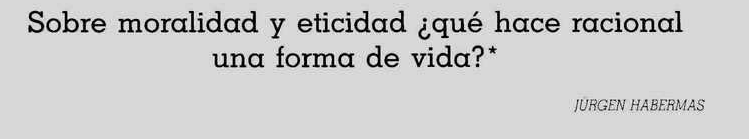 Sobre moralidad y eticidad ¿qué hace racional
una forma de vida?*
JÜRGEN HABERMAS